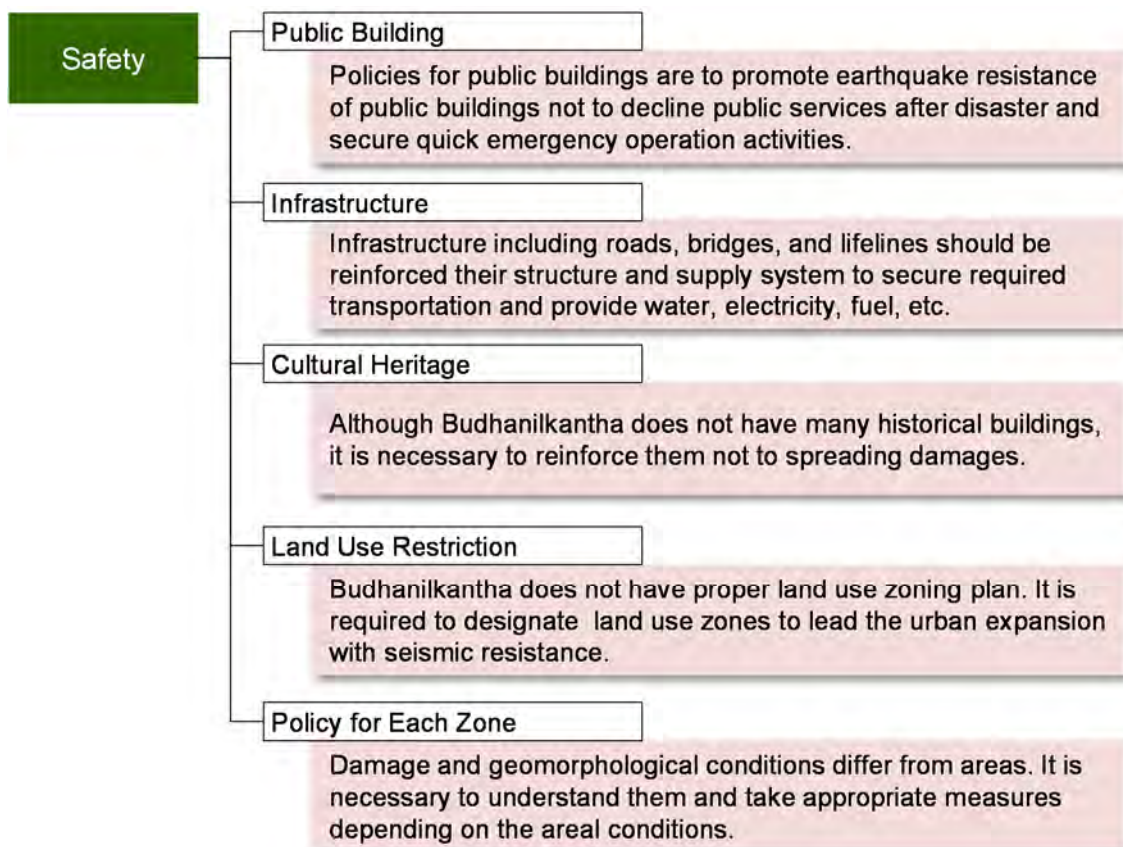 Safety
Public Building
Policies for public buildings are to promote earthquake resistance
of public buildings not to decline public services after disaster and
secure quick emergency operation activities.
Infrastructure
Infrastructure including roads, bridges, and lifelines should be
reinforced their structure and supply system to secure required
transportation and provide water, electricity, fuel, etc.
Cultural Heritage
Although Budhanilkantha does not have many historical buildings,
it is necessary to reinforce them not to spreading damages.
Land Use Restriction
Budhanilkantha does not have proper land use zoning plan. It is
required to designate land use zones to lead the urban expansion
with seismic resistance.
Policy for Each Zone
Damage and geomorphological conditions differ from areas. It is
necessary to understand them and take appropriate measures
depending on the areal conditions.